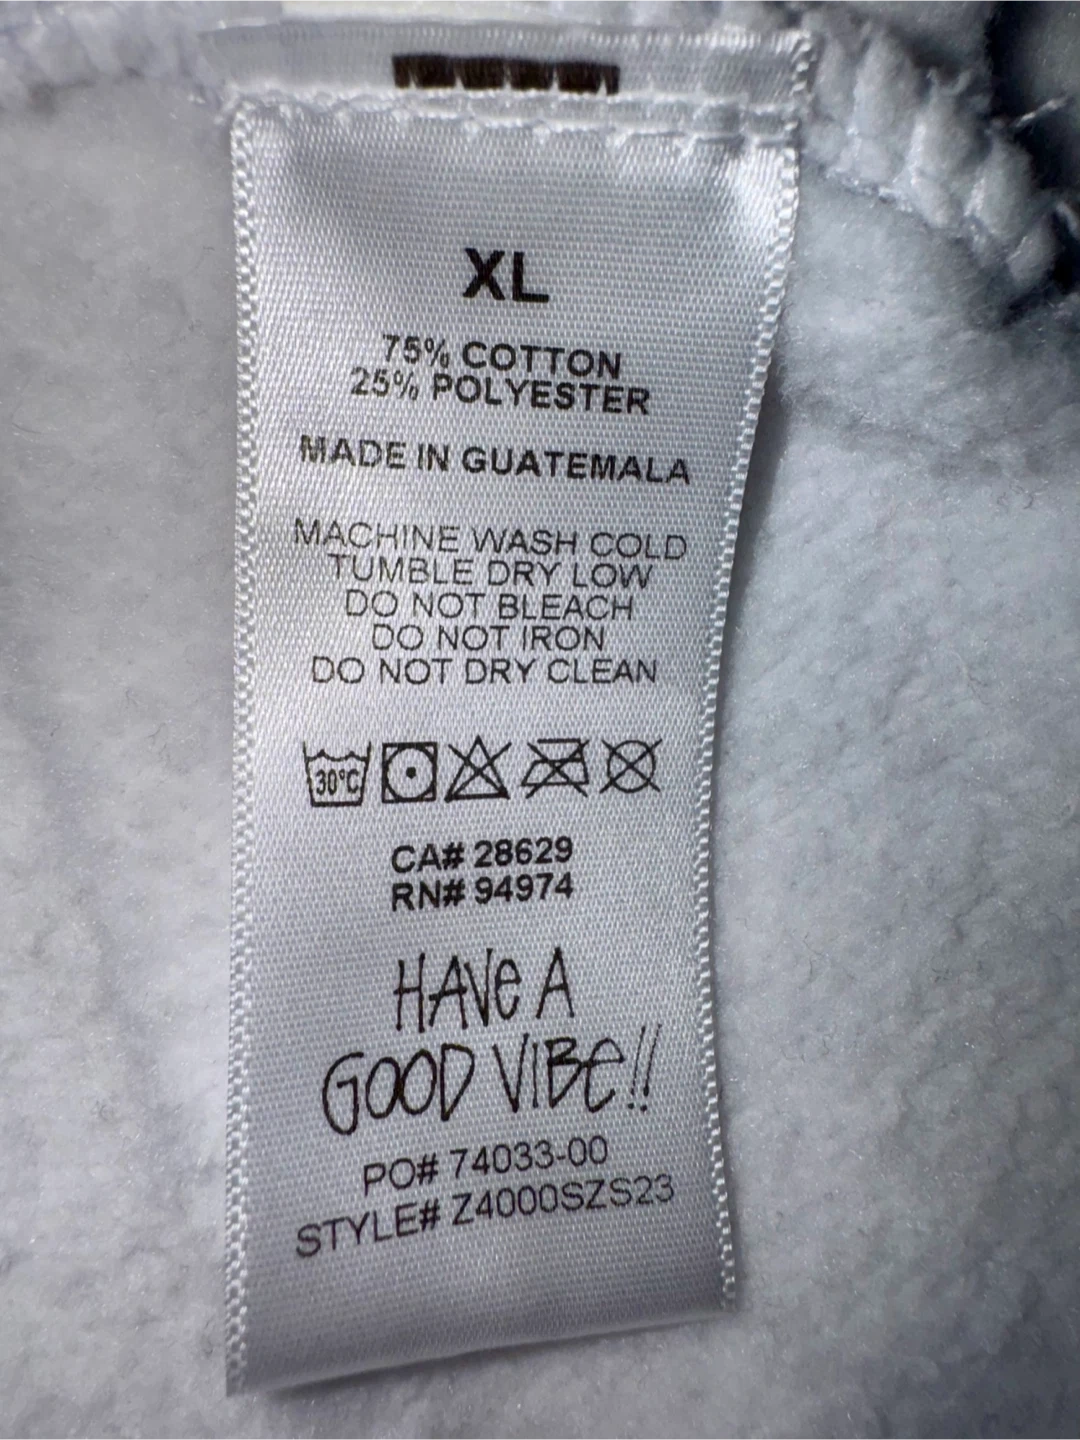 XL
75% COTTON
25% POLYESTER
MADE IN GUATEMALA
MACHINE WASH COLD
TUMBLE DRY LOW
DO NOT BLEACH
DO NOT IRON
DO NOT DRY CLEAN
30°C
CA# 28629
RN# 94974
HAVe A
GOOD VIBe!!
PO# 74033-00
STYLE# Z4000SZS23